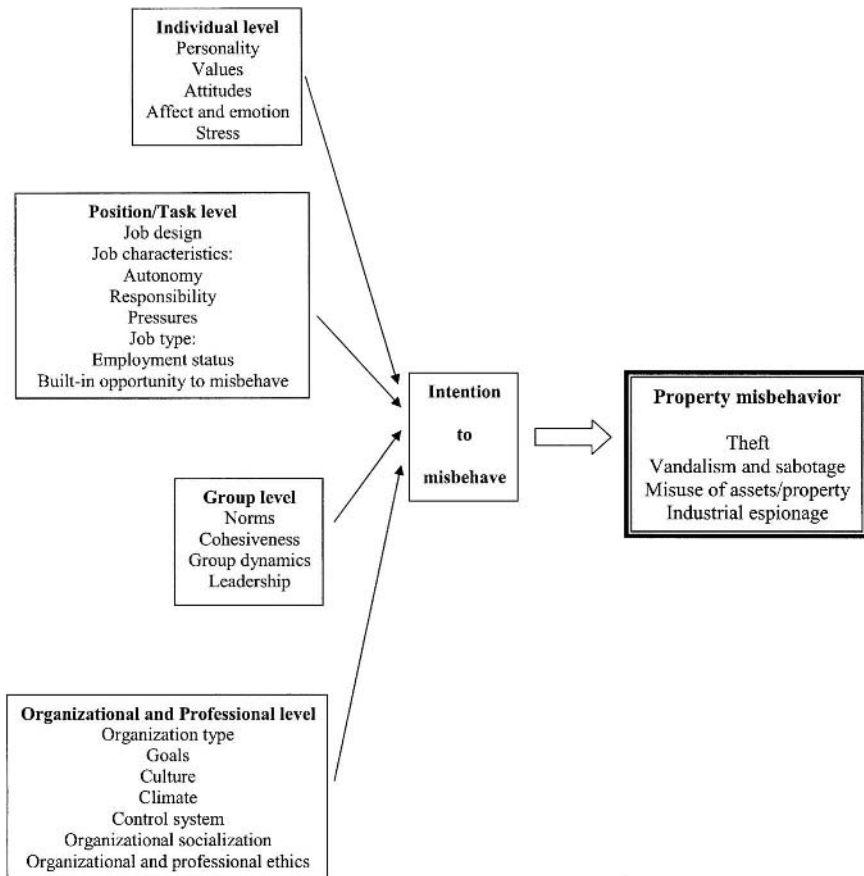 Individual level
Personality
Values
Attitudes
Affect and emotion
Stress
Position/Task level
Job design
Job characteristics:
Autonomy
Responsibility
Pressures
Job type:
Employment status
Built-in opportunity to misbehave
Intention
to
misbehave
Property misbehavior
Theft
Vandalism and sabotage
Misuse of assets/property
Industrial espionage
Group level
Norms
Cohesiveness
Group dynamics
Leadership
Organizational and Professional level
Organization type
Goals
Culture
Climate
Control system
Organizational socialization
Organizational and professional ethics